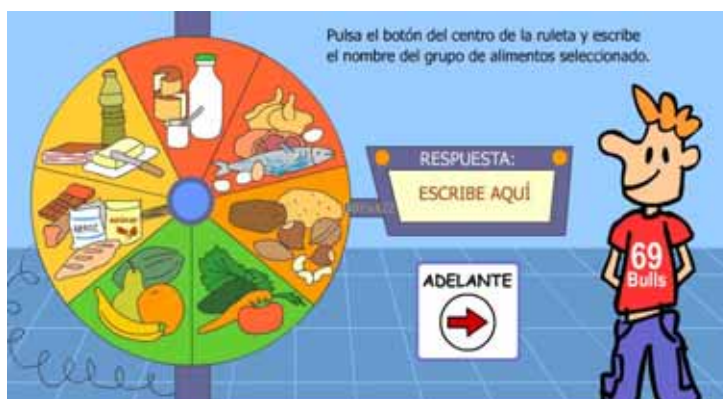 Pulsa el botón del centro de la ruleta y escribe
el nombre del grupo de alimentos seleccionado.
RESPUESTA:
ESCRIBE AQUÍ
ARROZ
AZÚCAR
ADELANTE
69
Bulls